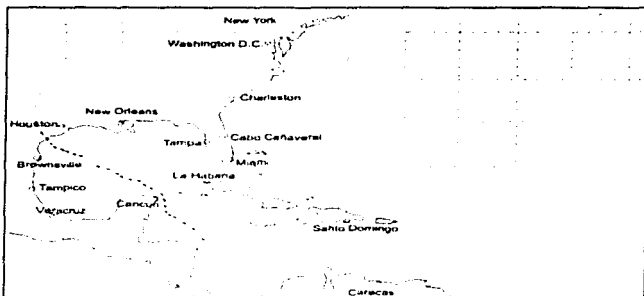 New York
Washington D.C.
Charleston
New Orleans
Houston
Cabo Cañaveral
Tampa
Miami
Brownsville
La Habana
Tampico
Cancun
Veracruz
Santo Domingo
Caracas